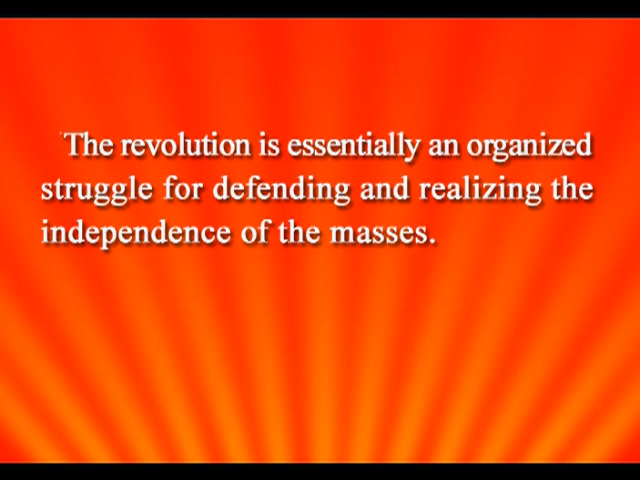 The revolution is essentially an organized
struggle for defending and realizing the
independence of the masses.